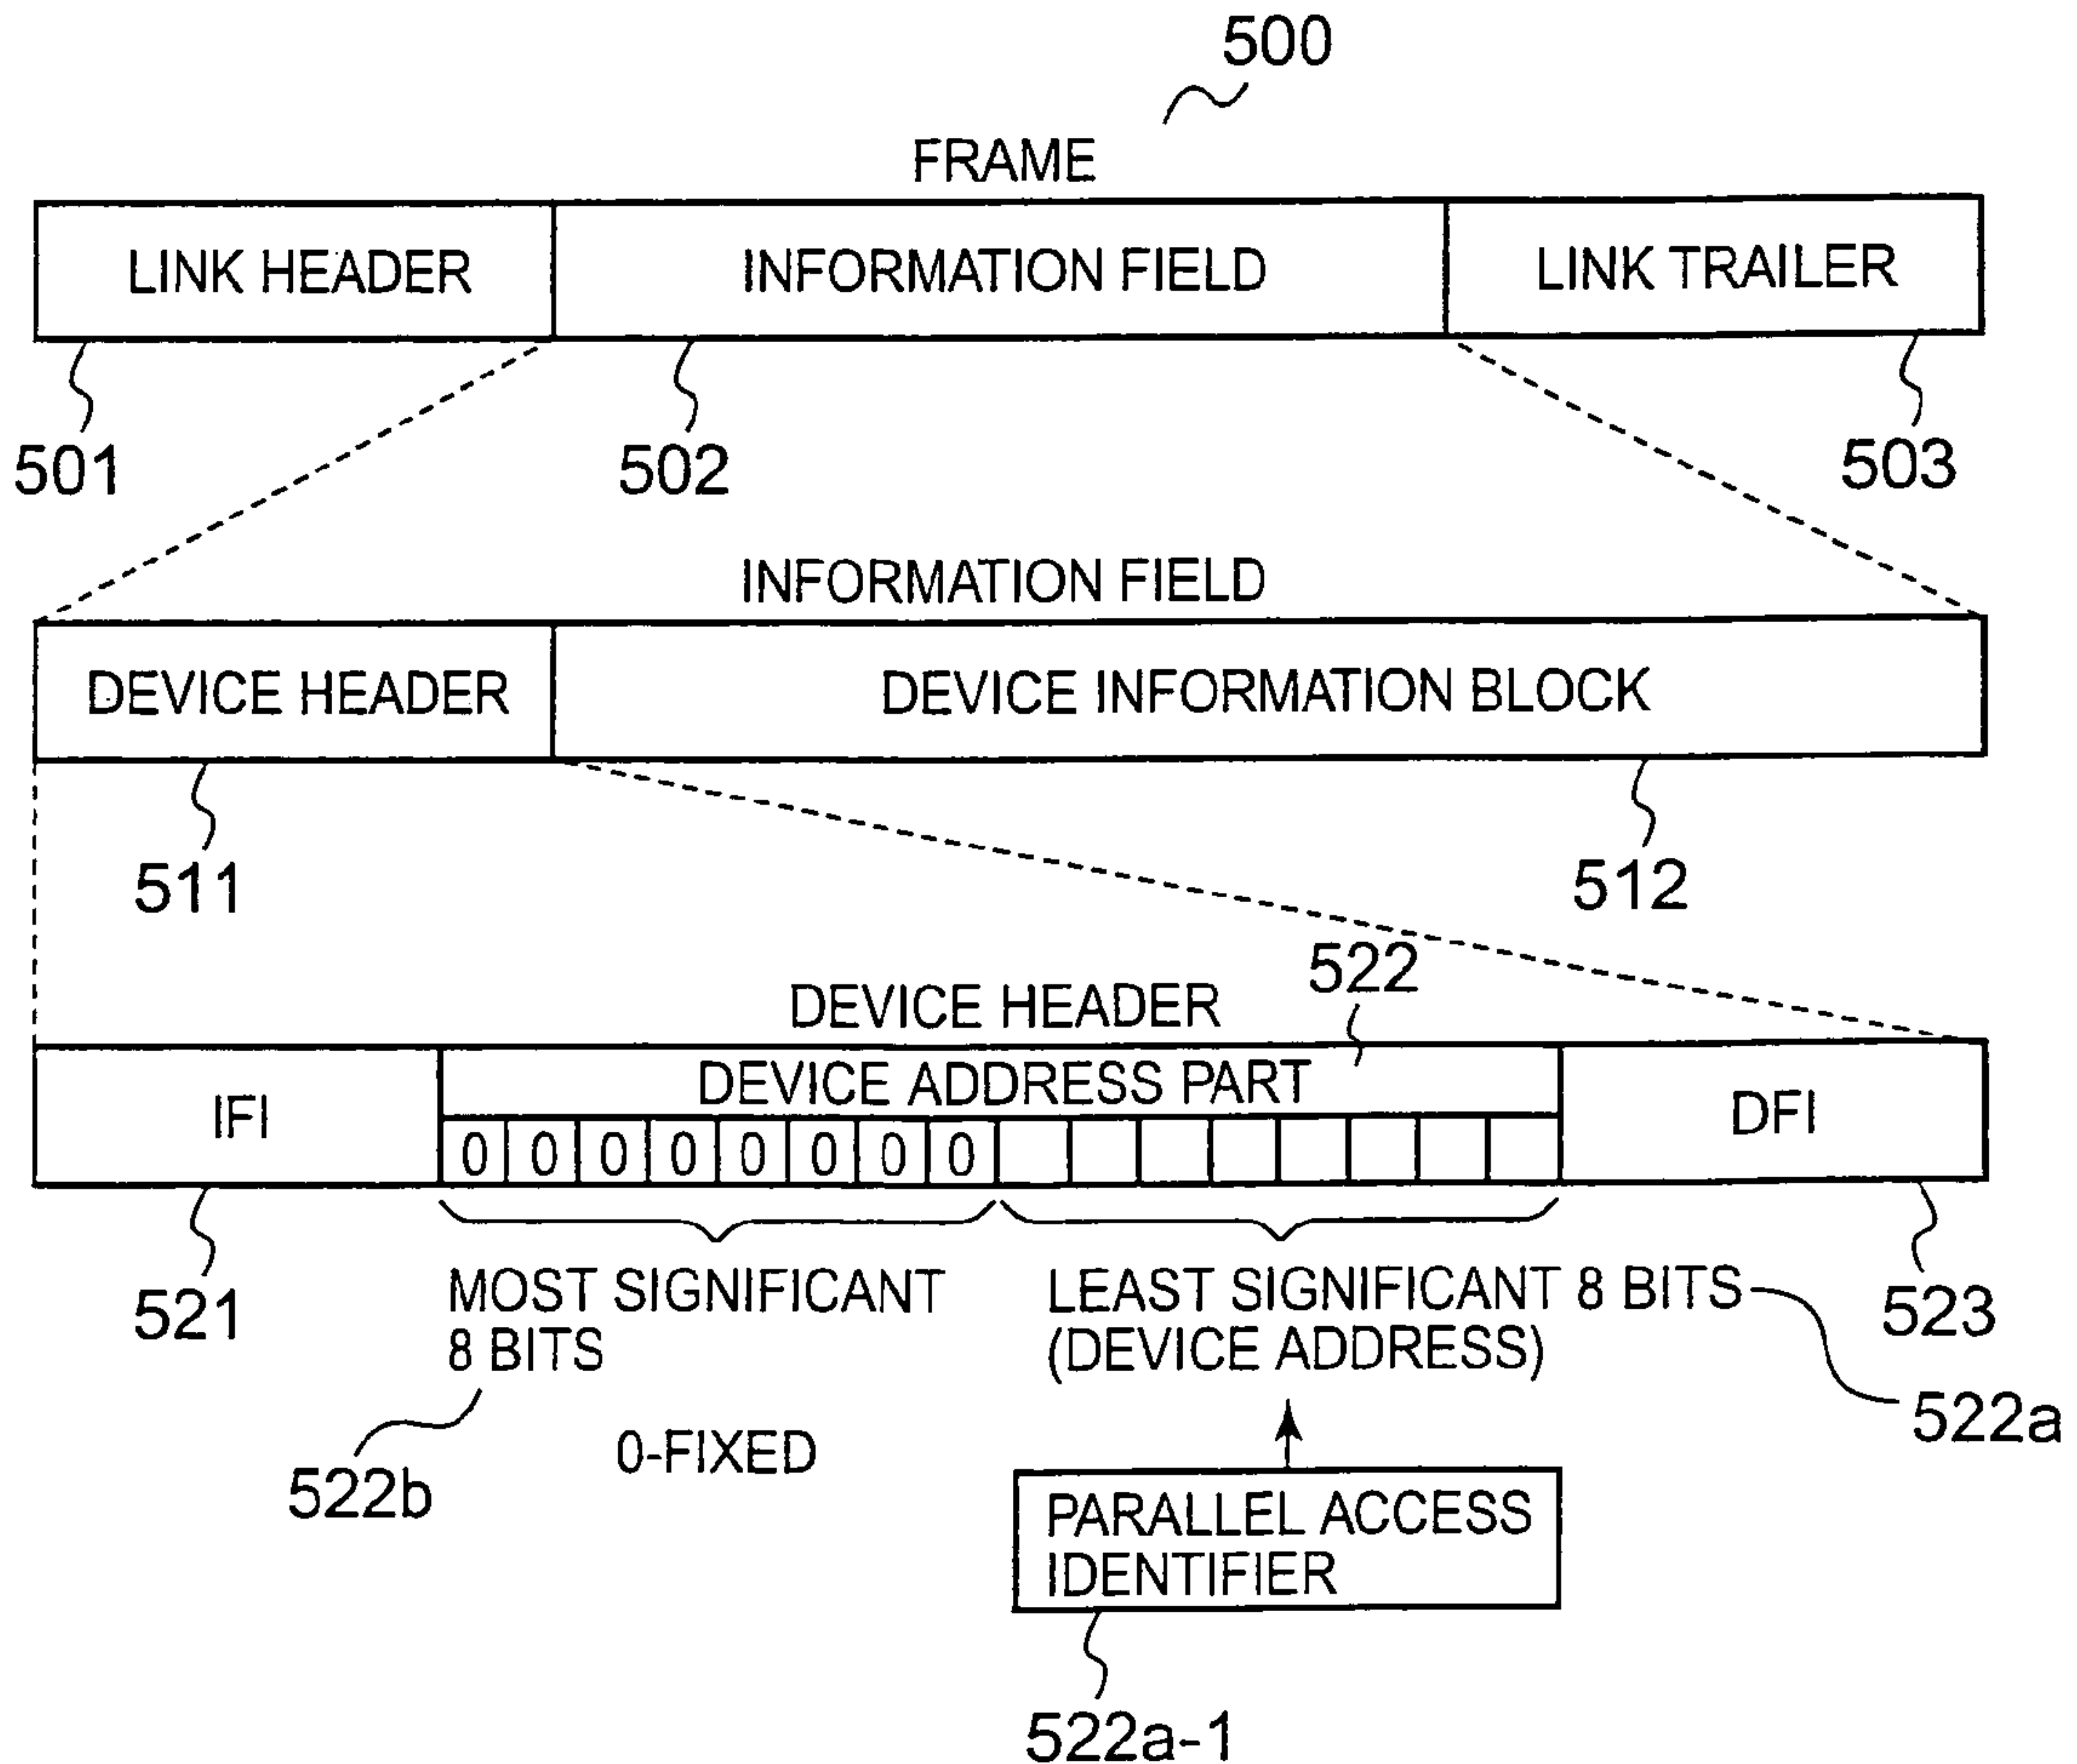 500
FRAME
LINK HEADER
INFORMATION FIELD
LINK TRAILER
501
502
503
INFORMATION FIELD
DEVICE HEADER
DEVICE INFORMATION BLOCK
511
512
522
DEVICE HEADER
IFI
DEVICE ADDRESS PART
DFI
0 0 0 0 0 0 0 0
521
MOST SIGNIFICANT
8 BITS
LEAST SIGNIFICANT 8 BITS
(DEVICE ADDRESS)
523
522a
522b
0-FIXED
PARALLEL ACCESS
IDENTIFIER
522a-1